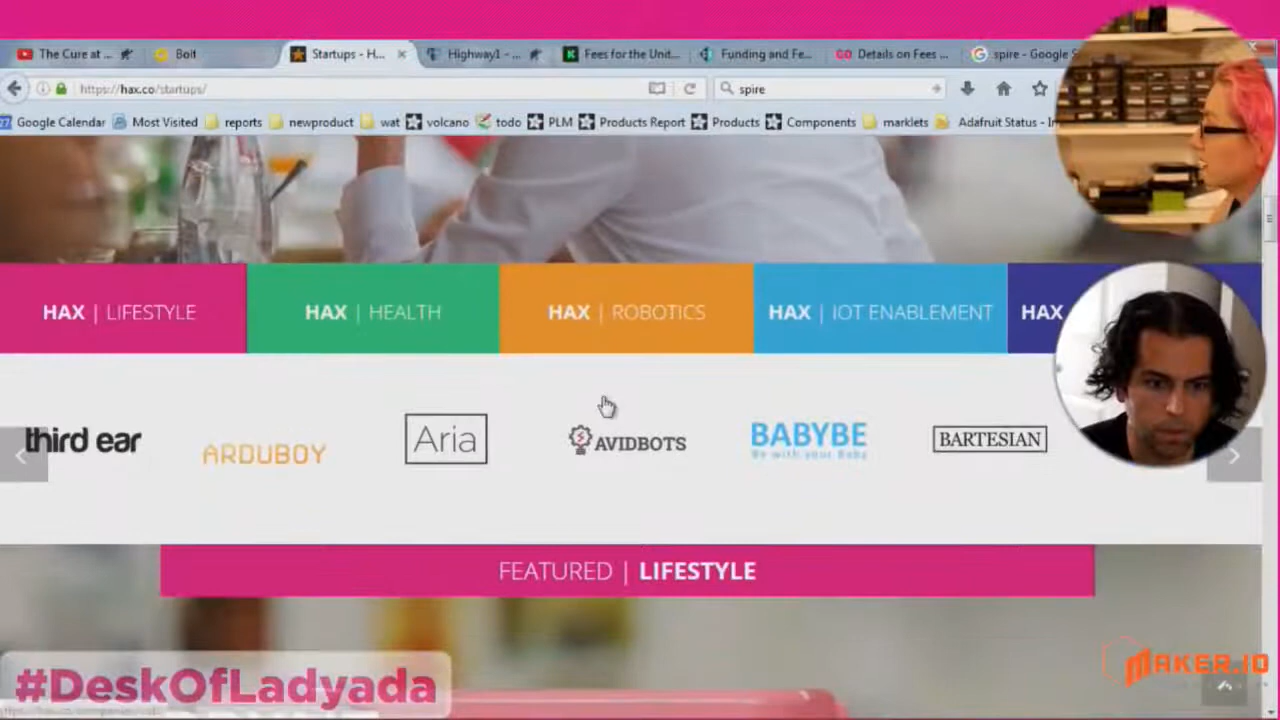 The Cure at ...
Bolt
Startups - H...
Highway1 - ...
Fees for the Unit...
Funding and Fe...
GO Details on Fees ...
spire - Google S
https://hax.co/startups/
spire
Google Calendar
Most Visited
reports
newproduct
wat
volcano
todo
PLM
Products Report
Products
Components
marklets
Adafruit Status - In
HAX | LIFESTYLE
HAX | HEALTH
HAX | ROBOTICS
HAX | IOT ENABLEMENT
HAX
third ear
ARDUBOY
Aria
AVIDBOTS
BABYBE
Be with your Baby
BARTESIAN
FEATURED | LIFESTYLE
#DeskOfLadyada
MAKER.IO